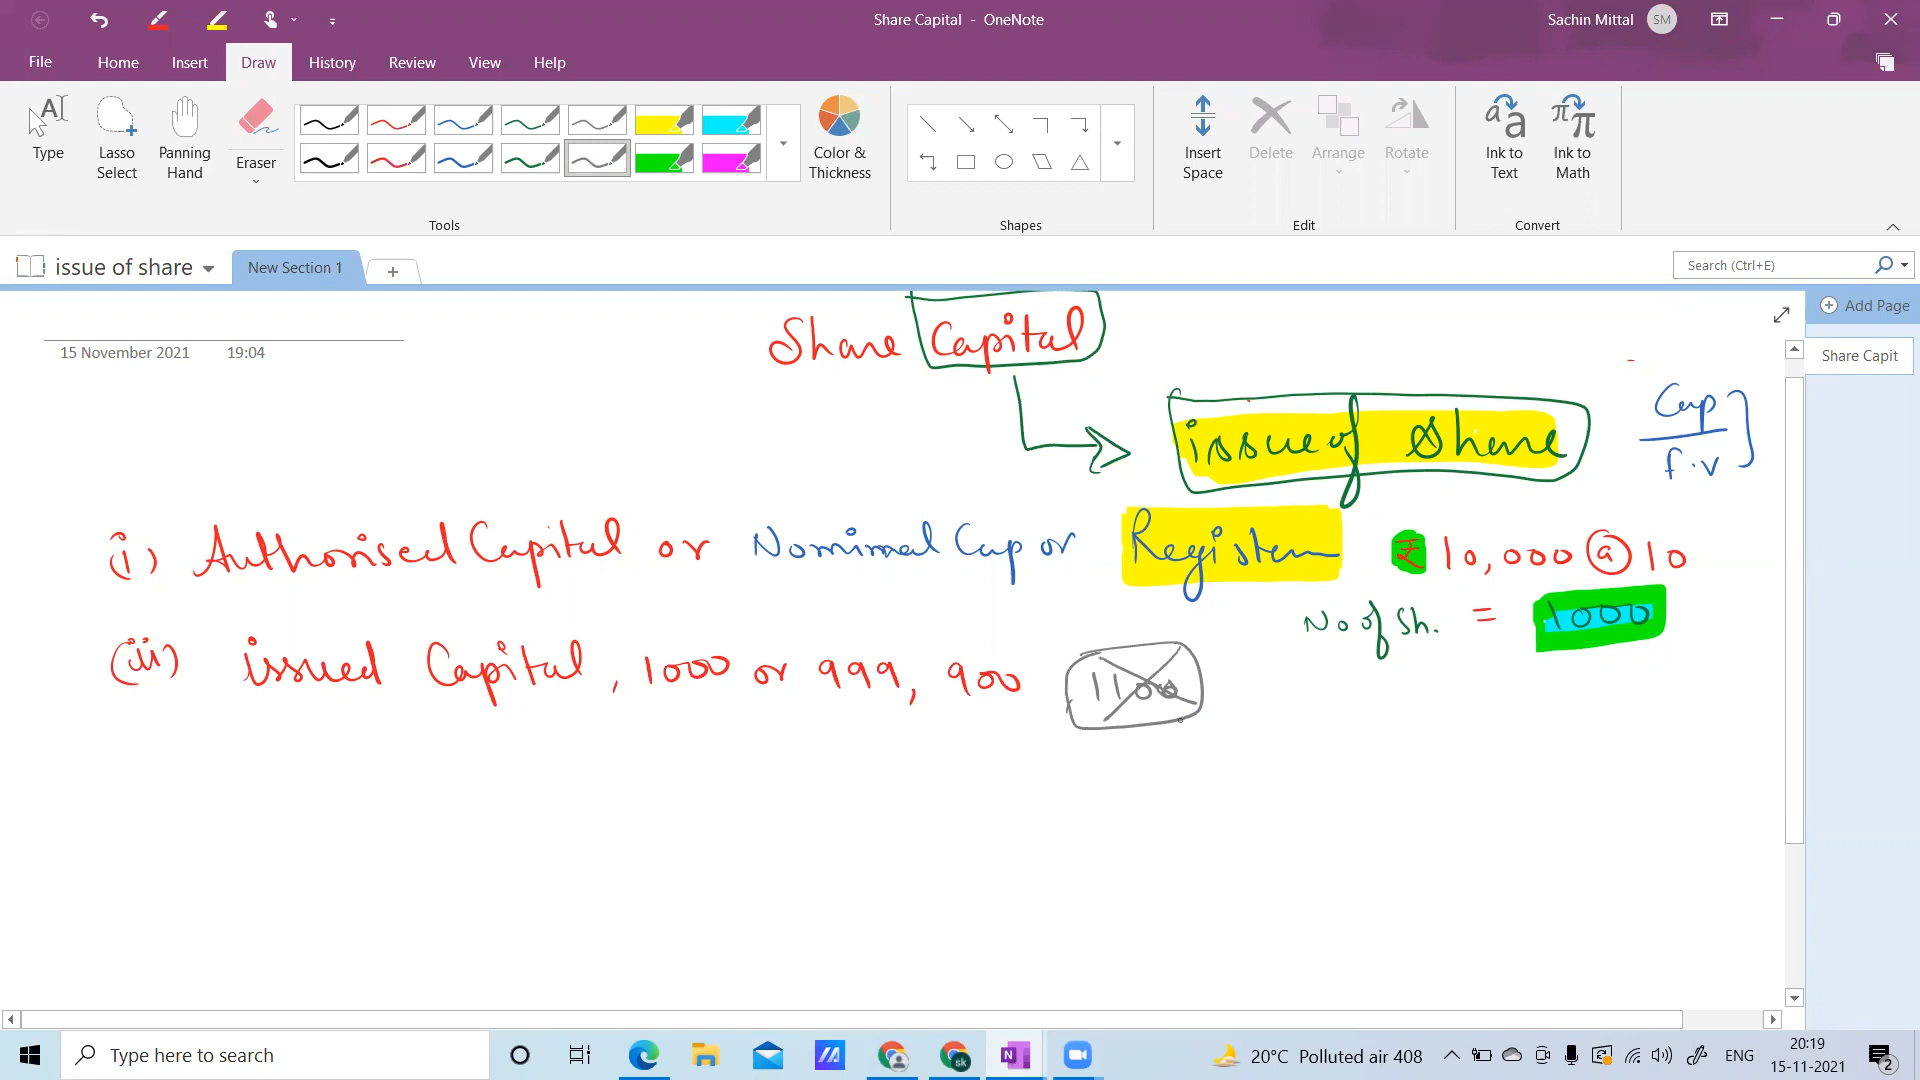 Share Capital - OneNote
Sachin Mittal
SM
File
Home
Insert
Draw
History
Review
View
Help
Type
Lasso Select
Panning Hand
Eraser
Color & Thickness
Insert Space
Delete
Arrange
Rotate
Ink to Text
Ink to Math
Tools
Shapes
Edit
Convert
issue of share
New Section 1
Search (Ctrl+E)
Add Page
Share Capit
15 November 2021 19:04
Share Capital
issue of Share
Cap
f.v
(i) Authorised Capital or Nominal Cap or Register ₹ 10,000 @ 10
No of Sh. = 1000
(ii) issued Capital, 1000 or 999, 900 1100
Type here to search
20°C Polluted air 408
ENG
20:19
15-11-2021
2